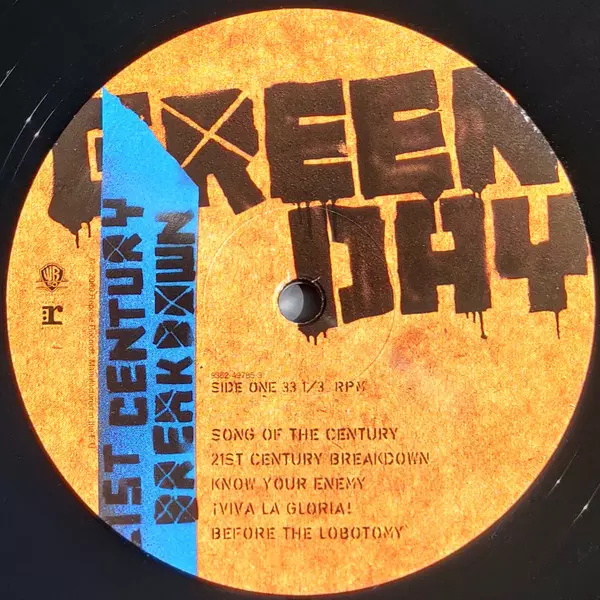 GREEN
DAY
21ST CENTURY
BREAKDOWN
WB
SIDE ONE 33 1/3 RPM
SONG OF THE CENTURY
21ST CENTURY BREAKDOWN
KNOW YOUR ENEMY
¡VIVA LA GLORIA!
BEFORE THE LOBOTOMY